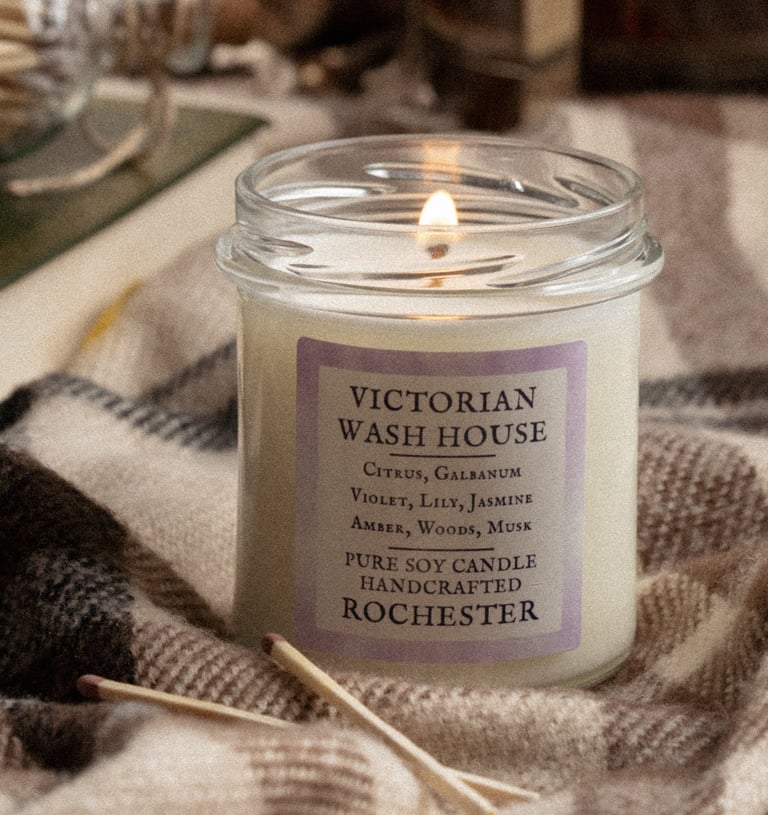 VICTORIAN
WASH HOUSE
Citrus, Galbanum
Violet, Lily, Jasmine
Amber, Woods, Musk
PURE SOY CANDLE
HANDCRAFTED
ROCHESTER